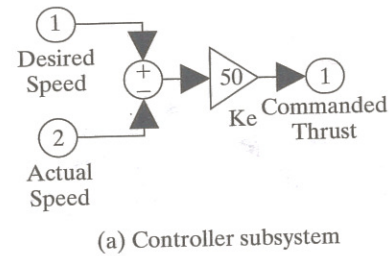 1
Desired
Speed
+
−
50
1
Ke
Commanded
Thrust
2
Actual
Speed
(a) Controller subsystem